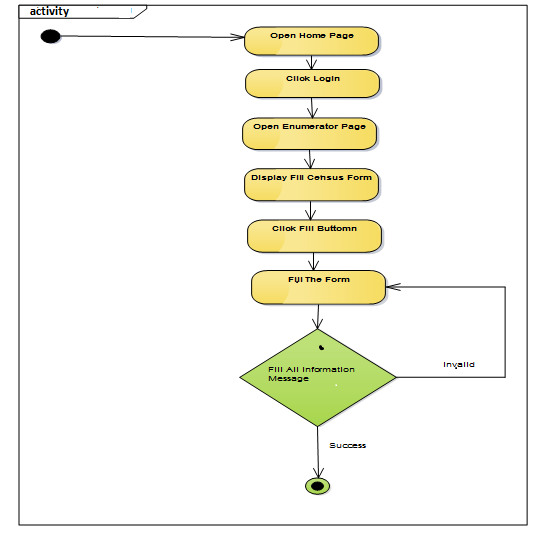 activity
Open Home Page
Click Login
Open Enumerator Page
Display Fill Cehsus Form
Click Fill Buttomn
Fill The Form
Fill All Information
Message
Invalid
Success